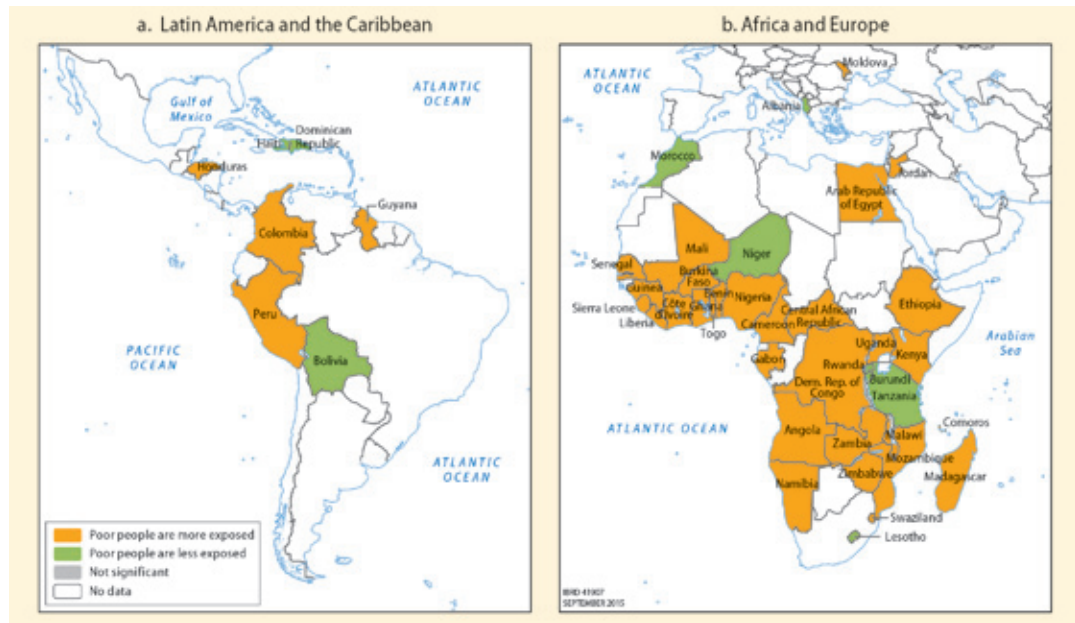 a. Latin America and the Caribbean
ATLANTIC
OCEAN
Gulf of
Mexico
Dominican
Republic
Haiti
Honduras
Guyana
Colombia
Peru
Bolivia
PACIFIC
OCEAN
ATLANTIC
OCEAN
Poor people are more exposed
Poor people are less exposed
Not significant
No data
b. Africa and Europe
Moldova
ATLANTIC
OCEAN
Albania
Morocco
Jordan
Arab Republic
of Egypt
Mali
Niger
Senegal
Burkina
Faso
Guinea
Benin
Nigeria
Sierra Leone
Côte
d'Ivoire
Ghana
Central African
Republic
Ethiopia
Liberia
Togo
Cameroon
Arabian
Sea
Uganda
Kenya
Gabon
Rwanda
Dem. Rep. of
Congo
Burundi
Tanzania
ATLANTIC OCEAN
Comoros
Angola
Malawi
Zambia
Mozambique
Zimbabwe
Madagascar
Namibia
Swaziland
Lesotho
IBRD 41907
SEPTEMBER 2015